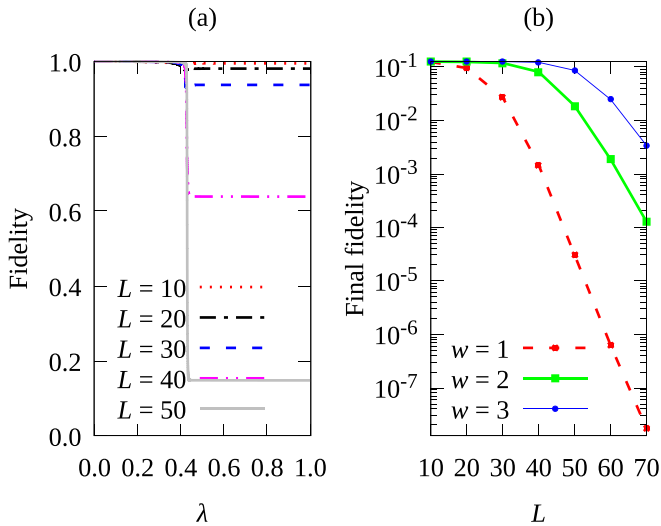 (a)
1.0
0.8
0.6
0.4
0.2
0.0
Fidelity
L = 10
L = 20
L = 30
L = 40
L = 50
0.0 0.2 0.4 0.6 0.8 1.0
λ
(b)
10⁻¹
10⁻²
10⁻³
10⁻⁴
10⁻⁵
10⁻⁶
10⁻⁷
Final fidelity
w = 1
w = 2
w = 3
10 20 30 40 50 60 70
L